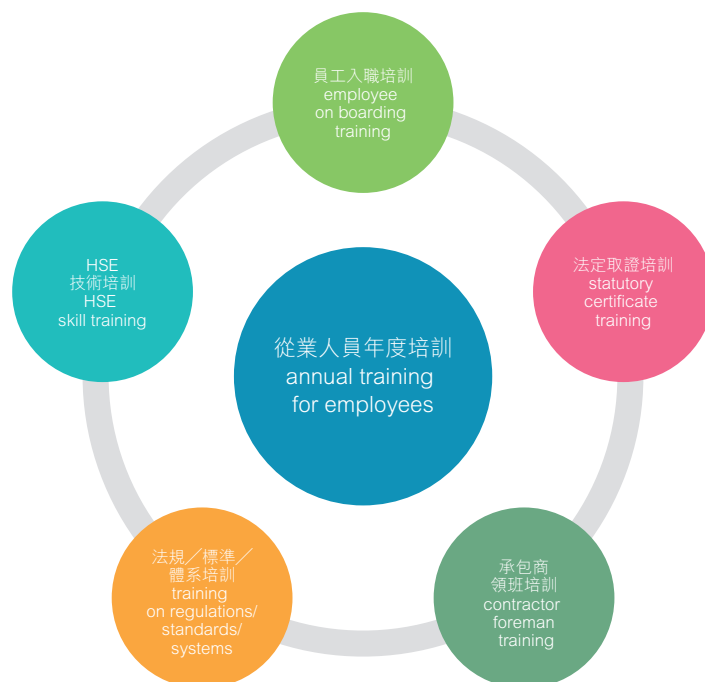 員工入職培訓
employee
on boarding
training
HSE
技術培訓
HSE
skill training
法定取證培訓
statutory
certificate
training
從業人員年度培訓
annual training
for employees
法規／標準／
體系培訓
training
on regulations/
standards/
systems
承包商
領班培訓
contractor
foreman
training